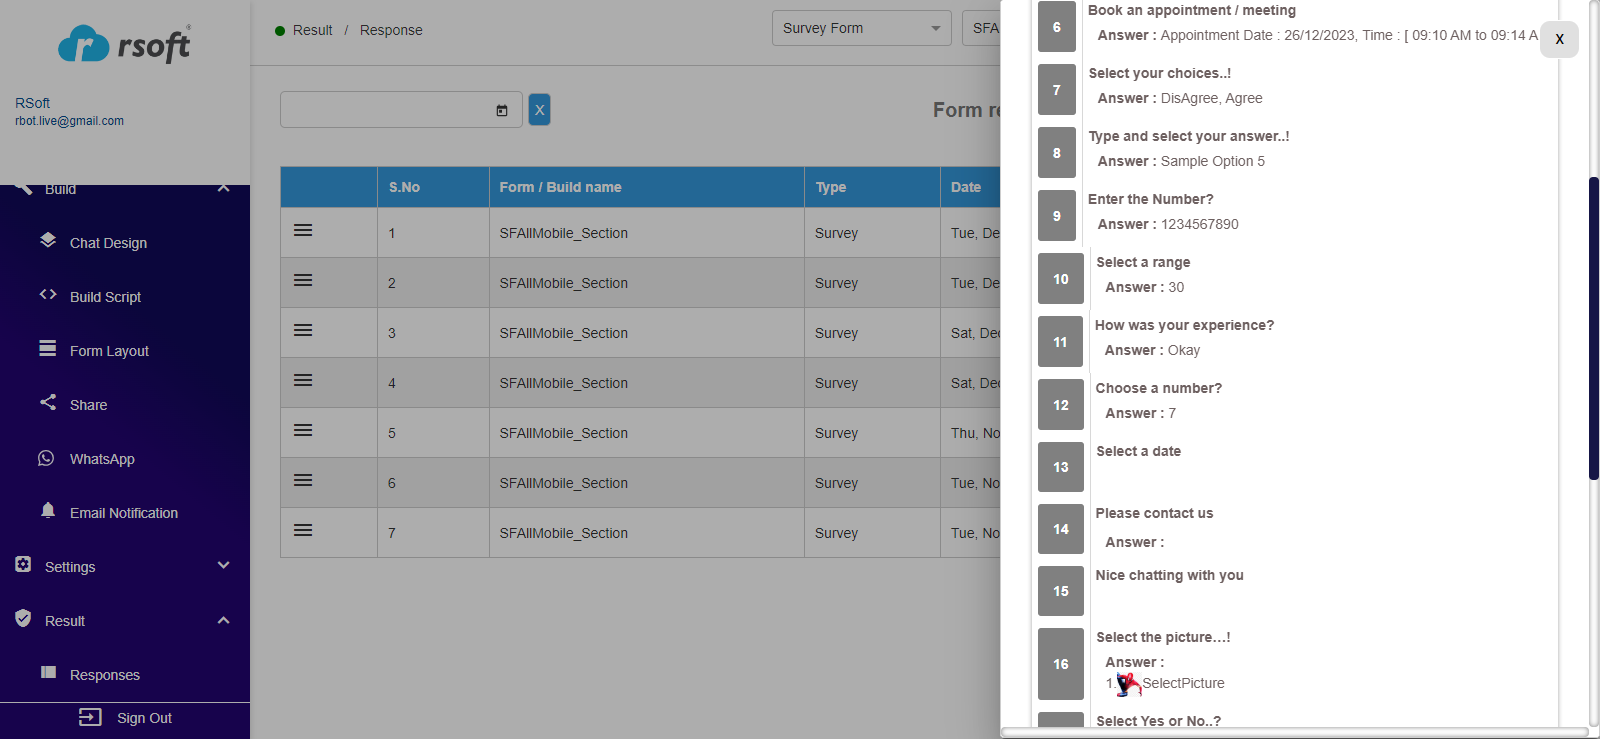 rsoft
RSoft
rbot.live@gmail.com
Build
Chat Design
Build Script
Form Layout
Share
WhatsApp
Email Notification
Settings
Result
Responses
Sign Out
Result / Response
Survey Form
SFA
X
Form re
S.No Form / Build name Type Date
1 SFAllMobile_Section Survey Tue, De
2 SFAllMobile_Section Survey Tue, De
3 SFAllMobile_Section Survey Sat, Dec
4 SFAllMobile_Section Survey Sat, Dec
5 SFAllMobile_Section Survey Thu, No
6 SFAllMobile_Section Survey Tue, No
7 SFAllMobile_Section Survey Tue, No
X
6 Book an appointment / meeting
Answer : Appointment Date : 26/12/2023, Time : [ 09:10 AM to 09:14 A
7 Select your choices..!
Answer : DisAgree, Agree
8 Type and select your answer..!
Answer : Sample Option 5
9 Enter the Number?
Answer : 1234567890
10 Select a range
Answer : 30
11 How was your experience?
Answer : Okay
12 Choose a number?
Answer : 7
13 Select a date
14 Please contact us
Answer :
15 Nice chatting with you
16 Select the picture...!
Answer :
1. SelectPicture
Select Yes or No..?